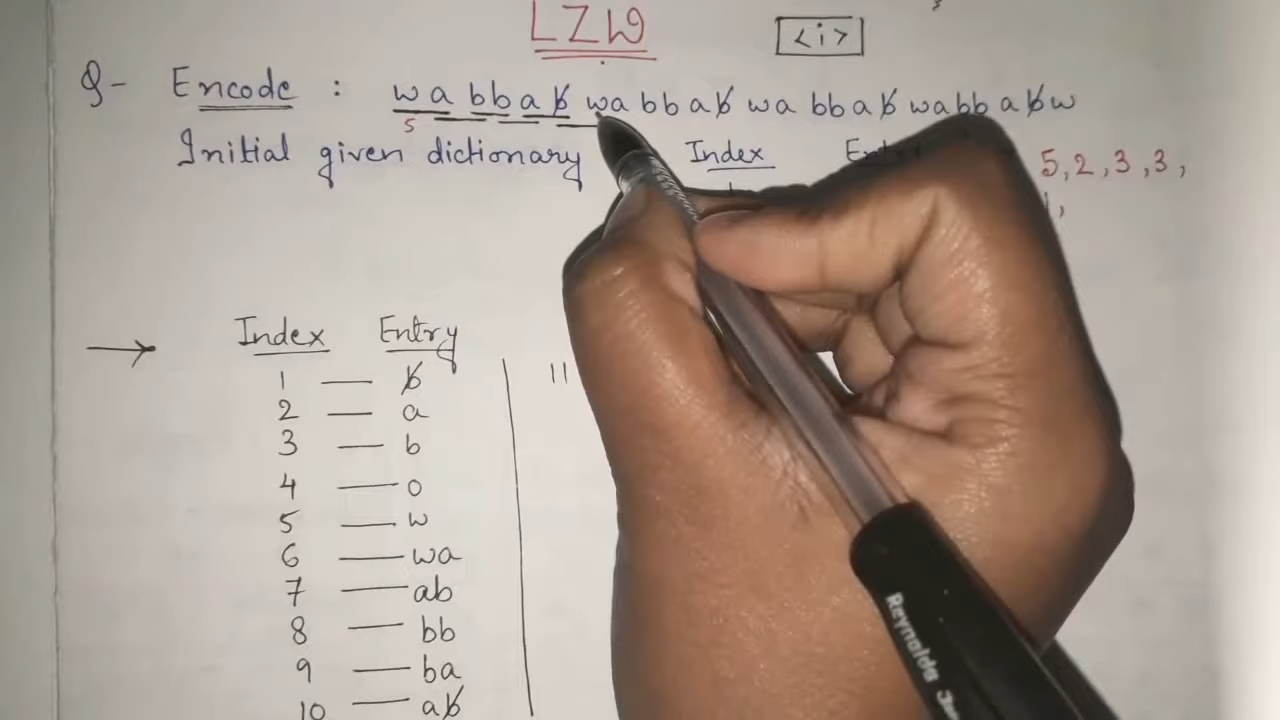 LZW
<i>
Q- Encode : wabbab̸ wabbab̸ wabbab̸ wabbab̸w
5
Initial given dictionary Index
5, 2, 3, 3,
1,
Index Entry
1 — b̸
2 — a
3 — b
4 — o
5 — w
6 — wa
7 — ab
8 — bb
9 — ba
10 — ab̸
11
Reynolds